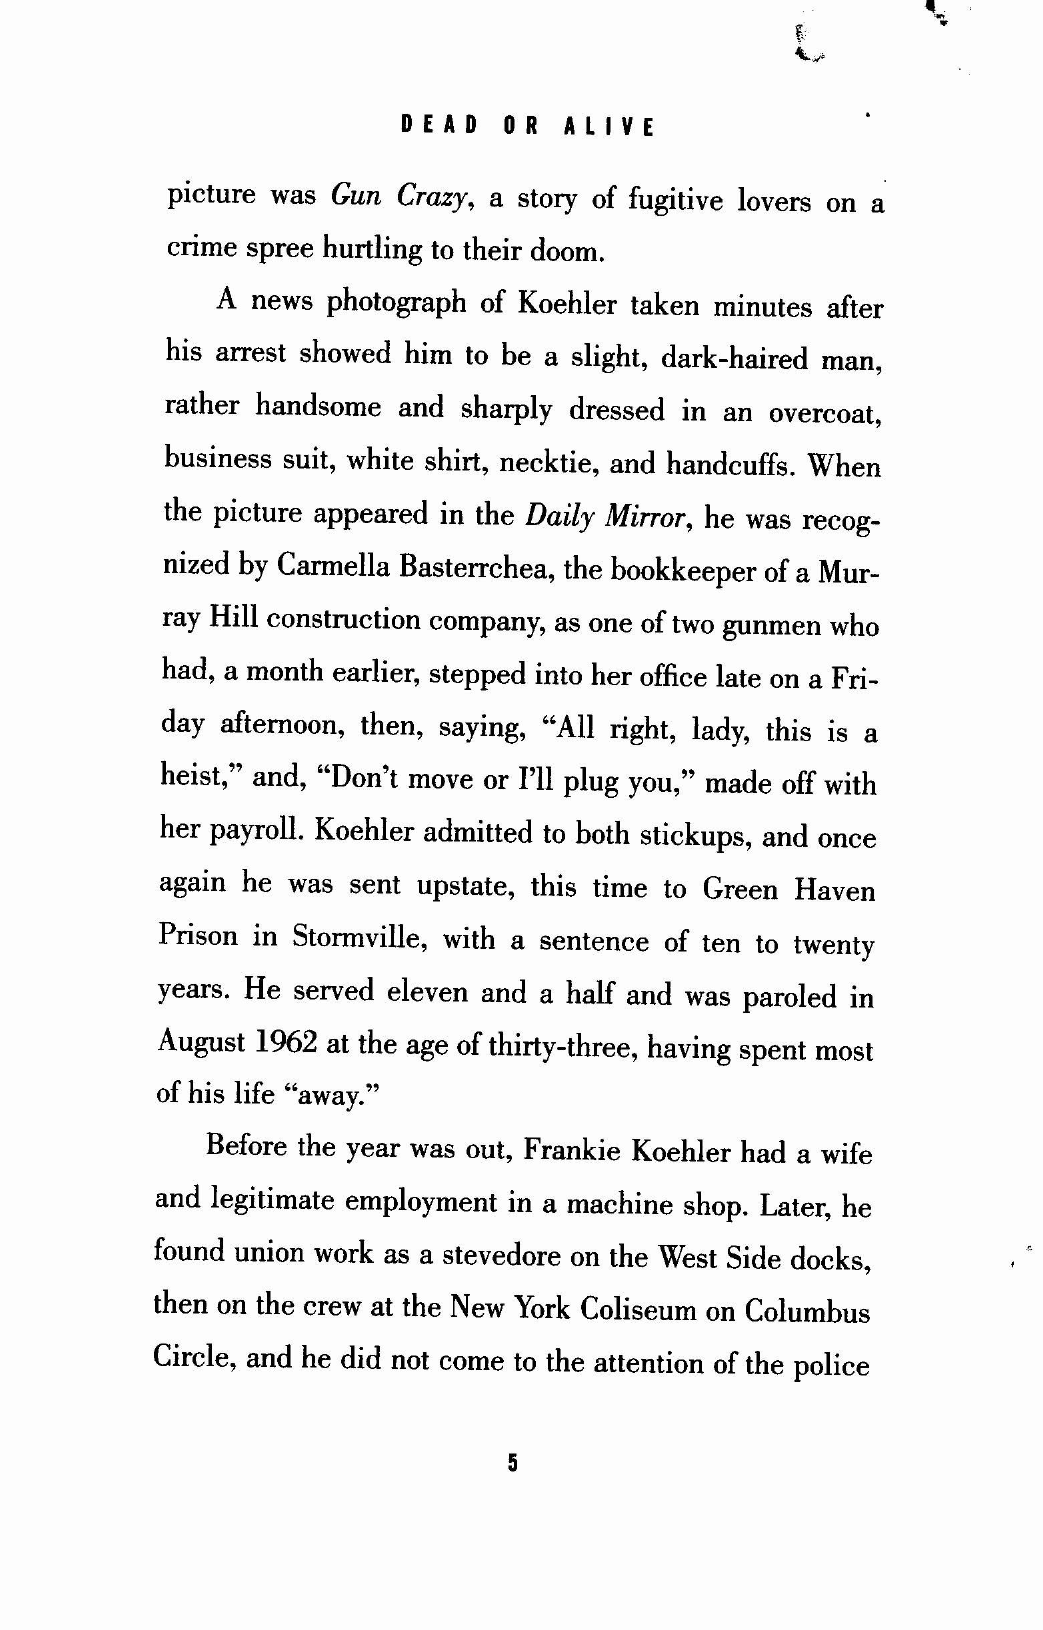 DEAD OR ALIVE
picture was Gun Crazy, a story of fugitive lovers on a
crime spree hurtling to their doom.
A news photograph of Koehler taken minutes after
his arrest showed him to be a slight, dark-haired man,
rather handsome and sharply dressed in an overcoat,
business suit, white shirt, necktie, and handcuffs. When
the picture appeared in the Daily Mirror, he was recog-
nized by Carmella Basterrchea, the bookkeeper of a Mur-
ray Hill construction company, as one of two gunmen who
had, a month earlier, stepped into her office late on a Fri-
day afternoon, then, saying, “All right, lady, this is a
heist,” and, “Don’t move or I’ll plug you,” made off with
her payroll. Koehler admitted to both stickups, and once
again he was sent upstate, this time to Green Haven
Prison in Stormville, with a sentence of ten to twenty
years. He served eleven and a half and was paroled in
August 1962 at the age of thirty-three, having spent most
of his life “away.”
Before the year was out, Frankie Koehler had a wife
and legitimate employment in a machine shop. Later, he
found union work as a stevedore on the West Side docks,
then on the crew at the New York Coliseum on Columbus
Circle, and he did not come to the attention of the police
5